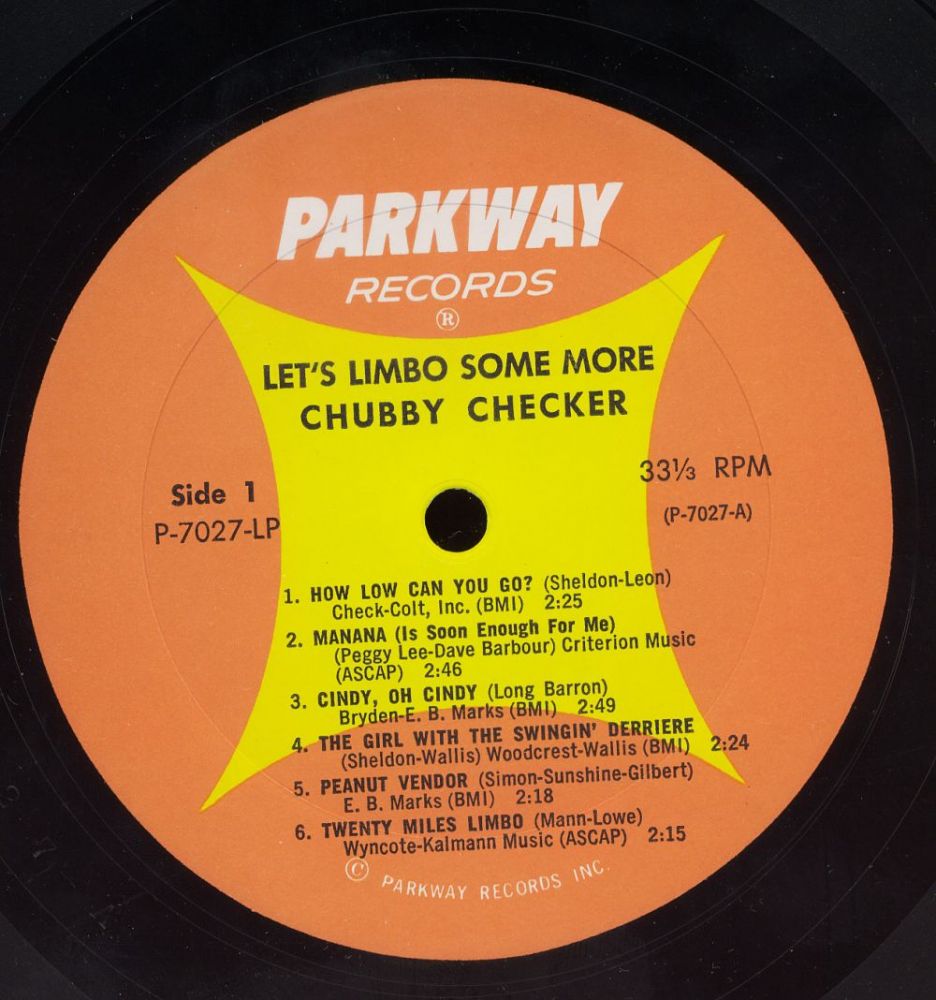 PARKWAY
RECORDS
®
LET'S LIMBO SOME MORE
CHUBBY CHECKER
Side 1
P-7027-LP
33⅓ RPM
(P-7027-A)
1. HOW LOW CAN YOU GO? (Sheldon-Leon)
Check-Colt, Inc. (BMI) 2:25
2. MANANA (Is Soon Enough For Me)
(Peggy Lee-Dave Barbour) Criterion Music
(ASCAP) 2:46
3. CINDY, OH CINDY (Long Barron)
Bryden-E. B. Marks (BMI) 2:49
4. THE GIRL WITH THE SWINGIN' DERRIERE
(Sheldon-Wallis) Woodcrest-Wallis (BMI) 2:24
5. PEANUT VENDOR (Simon-Sunshine-Gilbert)
E. B. Marks (BMI) 2:18
6. TWENTY MILES LIMBO (Mann-Lowe)
Wyncote-Kalmann Music (ASCAP) 2:15
© PARKWAY RECORDS INC.